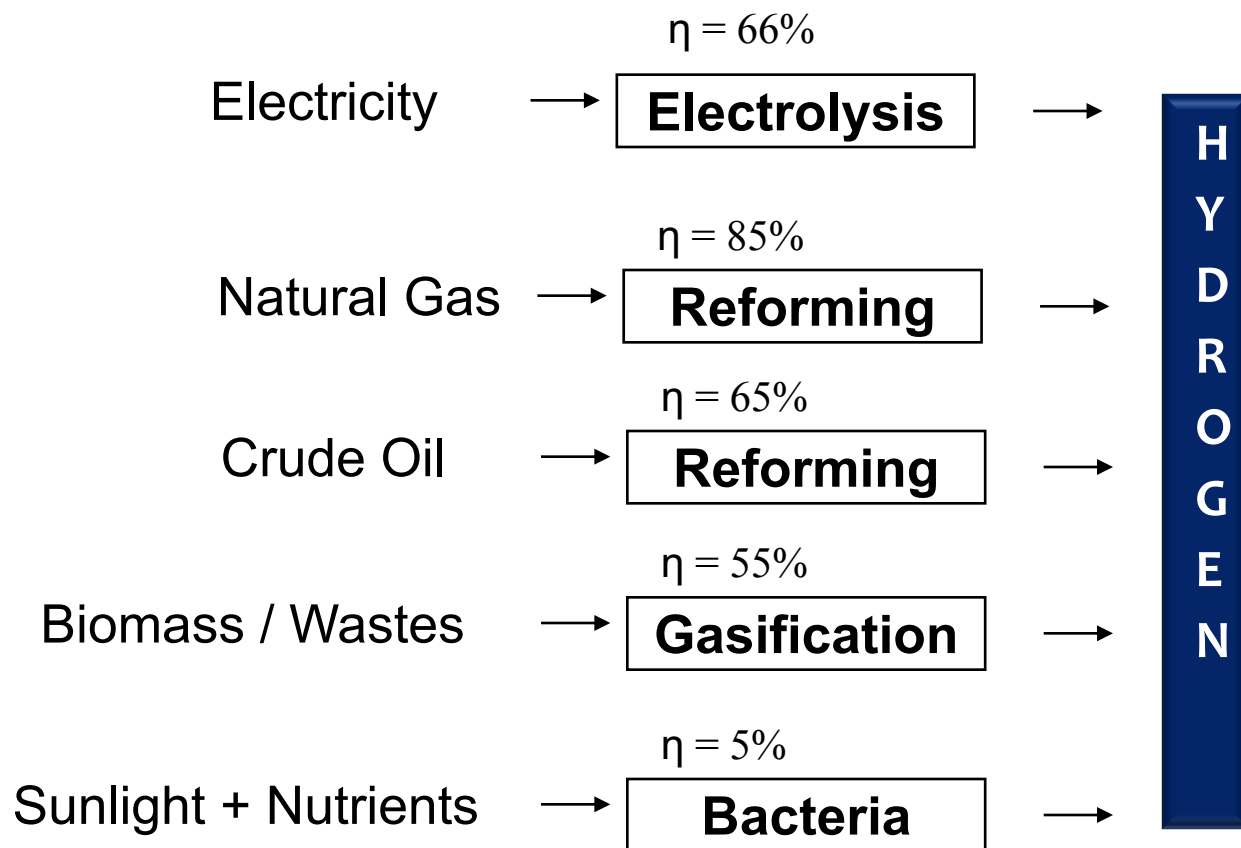 η = 66%
Electricity
Electrolysis
η = 85%
Natural Gas
Reforming
η = 65%
Crude Oil
Reforming
η = 55%
Biomass / Wastes
Gasification
η = 5%
Sunlight + Nutrients
Bacteria
H
Y
D
R
O
G
E
N